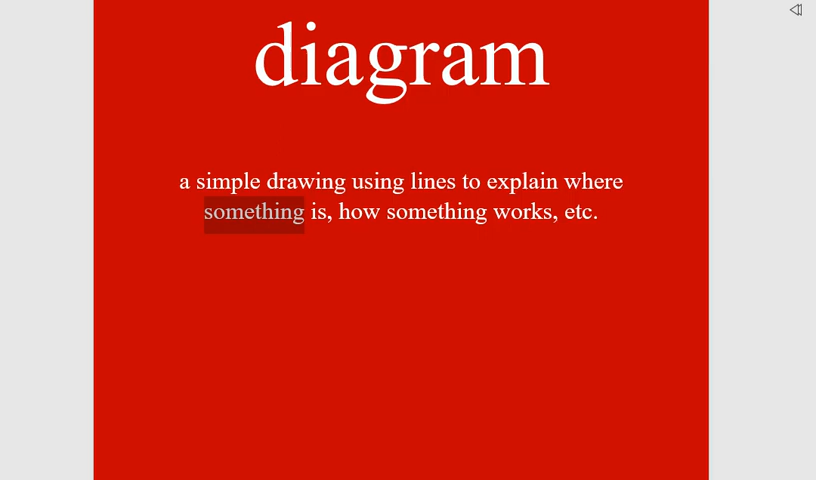 diagram
a simple drawing using lines to explain where
something is, how something works, etc.